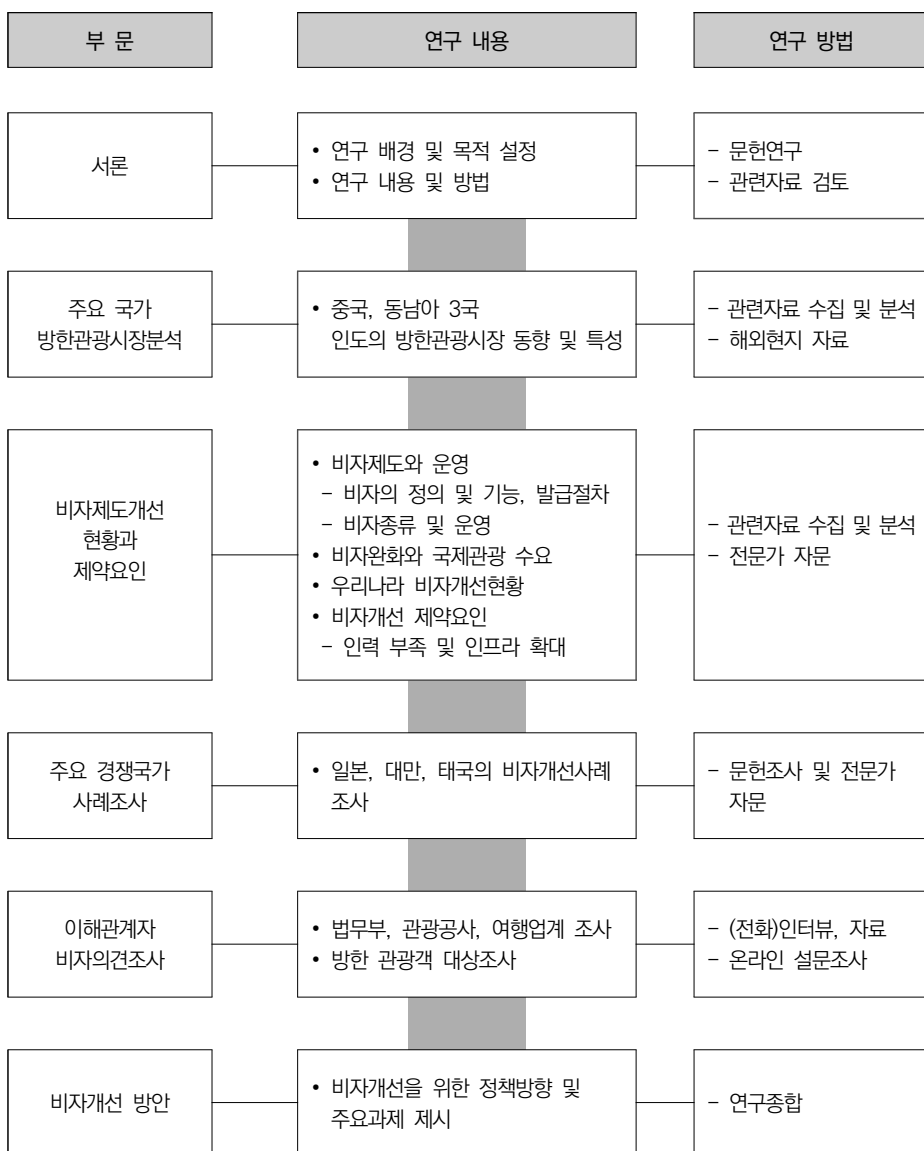 부 문
연구 내용
연구 방법
서론
• 연구 배경 및 목적 설정
• 연구 내용 및 방법
– 문헌연구
– 관련자료 검토
주요 국가
방한관광시장분석
• 중국, 동남아 3국
인도의 방한관광시장 동향 및 특성
– 관련자료 수집 및 분석
– 해외현지 자료
비자제도개선
현황과
제약요인
• 비자제도와 운영
– 비자의 정의 및 기능, 발급절차
– 비자종류 및 운영
• 비자완화와 국제관광 수요
• 우리나라 비자개선현황
• 비자개선 제약요인
– 인력 부족 및 인프라 확대
– 관련자료 수집 및 분석
– 전문가 자문
주요 경쟁국가
사례조사
• 일본, 대만, 태국의 비자개선사례
조사
– 문헌조사 및 전문가
자문
이해관계자
비자의견조사
• 법무부, 관광공사, 여행업계 조사
• 방한 관광객 대상조사
– (전화)인터뷰, 자료
– 온라인 설문조사
비자개선 방안
• 비자개선을 위한 정책방향 및
주요과제 제시
– 연구종합